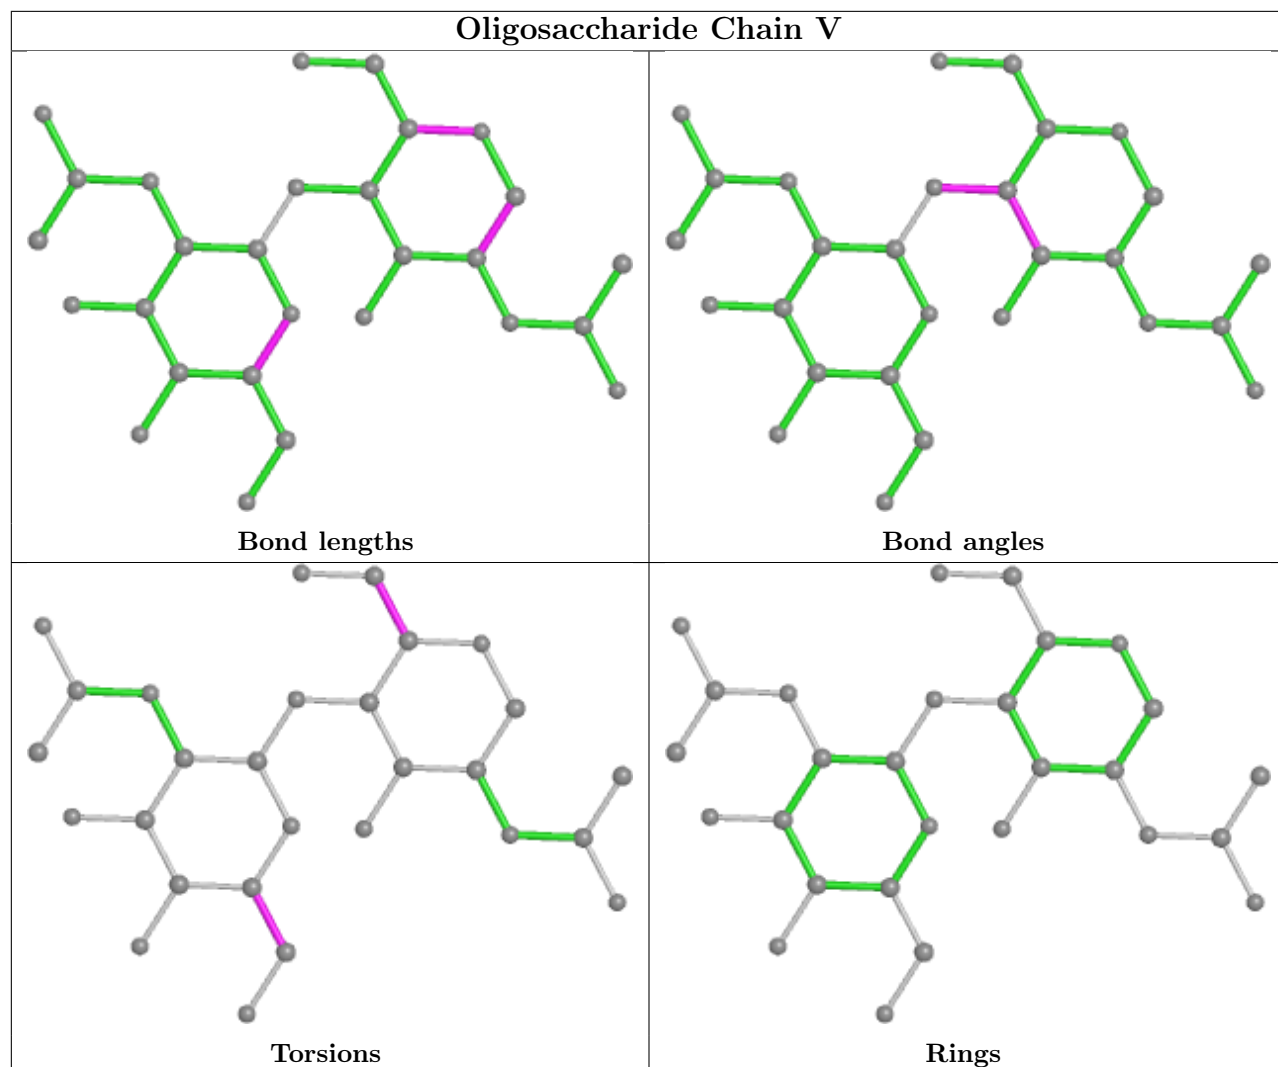 Oligosaccharide Chain V
Bond lengths
Bond angles
Torsions
Rings